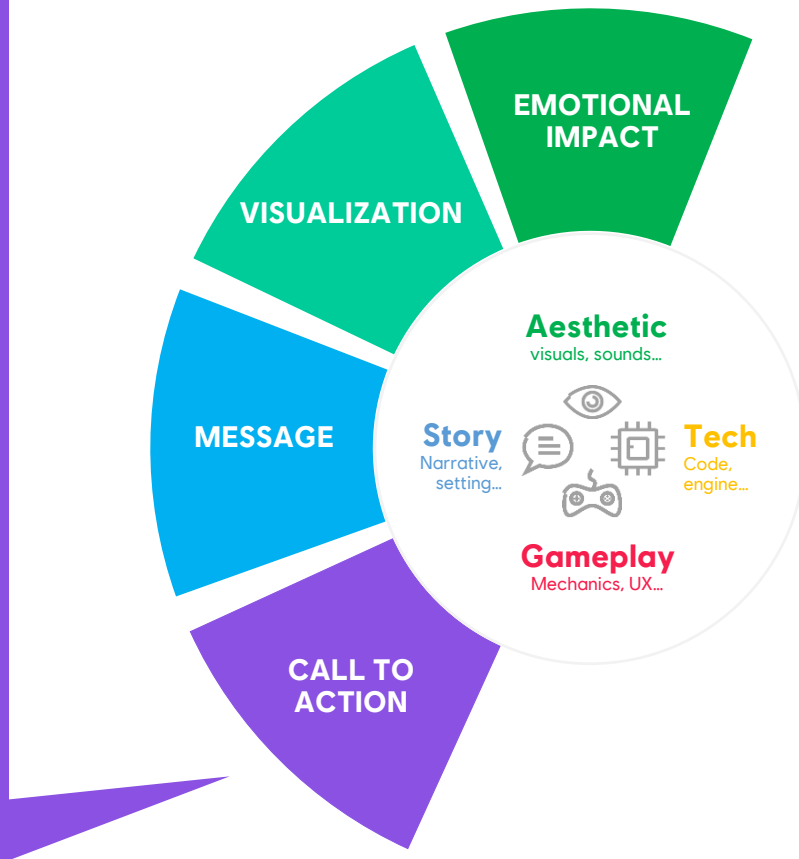 EMOTIONAL
IMPACT
VISUALIZATION
MESSAGE
CALL TO
ACTION
Aesthetic
visuals, sounds...
Story
Narrative,
setting...
Tech
Code,
engine...
Gameplay
Mechanics, UX...